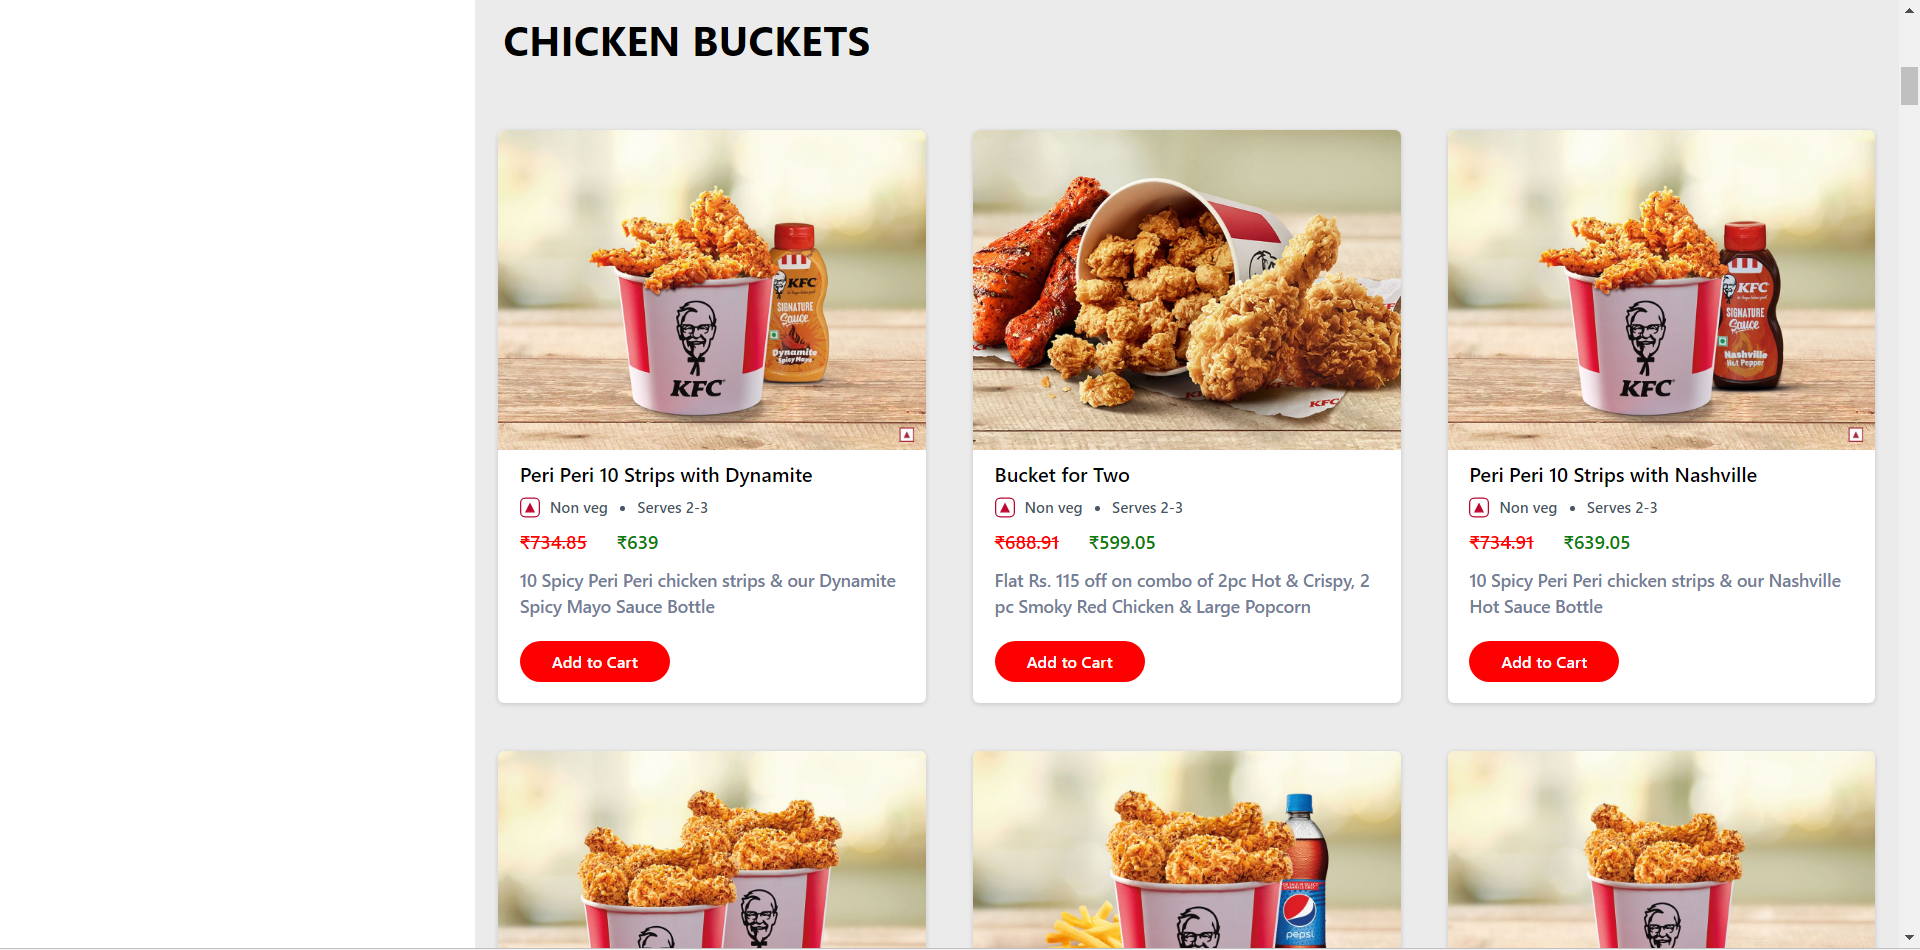 CHICKEN BUCKETS
KFC
SIGNATURE
Sauce
Dynamite
Spicy Mayo
KFC
KFC
KFC
SIGNATURE
Sauce
Nashville
Hot Pepper
KFC
Peri Peri 10 Strips with Dynamite
Non veg • Serves 2-3
₹734.85 ₹639
10 Spicy Peri Peri chicken strips & our Dynamite
Spicy Mayo Sauce Bottle
Add to Cart
Bucket for Two
Non veg • Serves 2-3
₹688.91 ₹599.05
Flat Rs. 115 off on combo of 2pc Hot & Crispy, 2
pc Smoky Red Chicken & Large Popcorn
Add to Cart
Peri Peri 10 Strips with Nashville
Non veg • Serves 2-3
₹734.91 ₹639.05
10 Spicy Peri Peri chicken strips & our Nashville
Hot Sauce Bottle
Add to Cart
pepsi